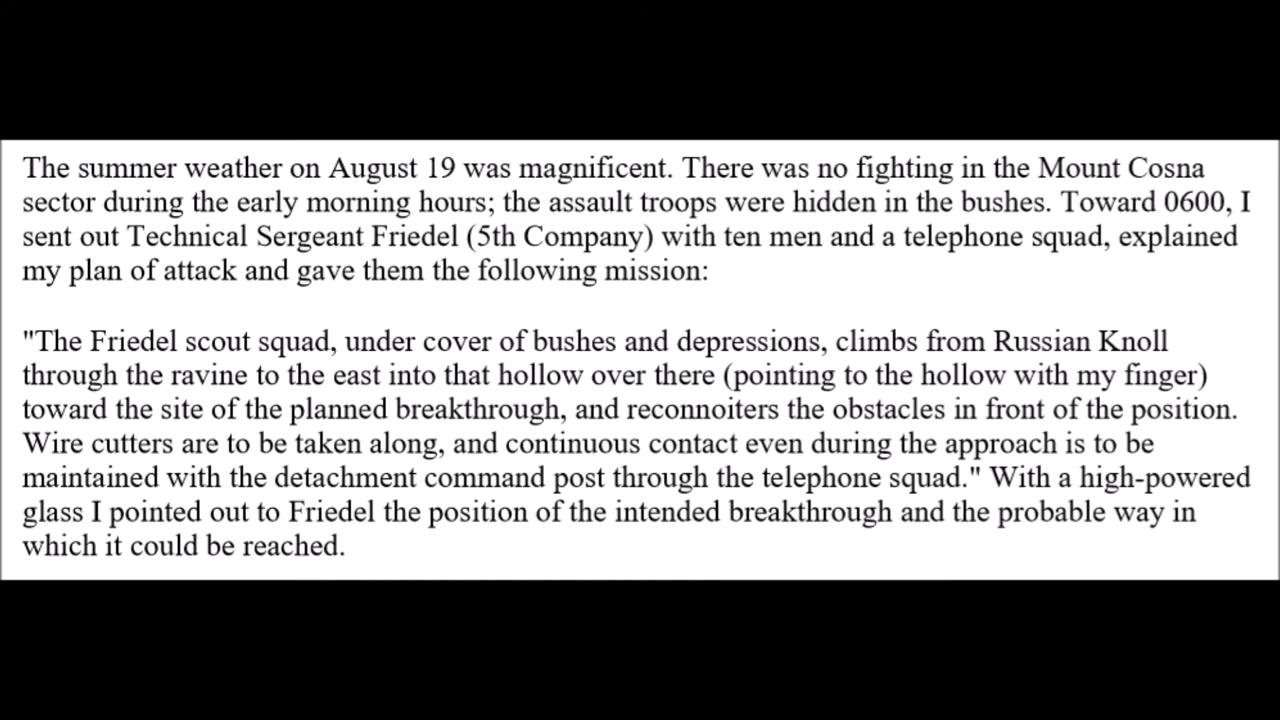 The summer weather on August 19 was magnificent. There was no fighting in the Mount Cosna
sector during the early morning hours; the assault troops were hidden in the bushes. Toward 0600, I
sent out Technical Sergeant Friedel (5th Company) with ten men and a telephone squad, explained
my plan of attack and gave them the following mission:
"The Friedel scout squad, under cover of bushes and depressions, climbs from Russian Knoll
through the ravine to the east into that hollow over there (pointing to the hollow with my finger)
toward the site of the planned breakthrough, and reconnoiters the obstacles in front of the position.
Wire cutters are to be taken along, and continuous contact even during the approach is to be
maintained with the detachment command post through the telephone squad." With a high-powered
glass I pointed out to Friedel the position of the intended breakthrough and the probable way in
which it could be reached.